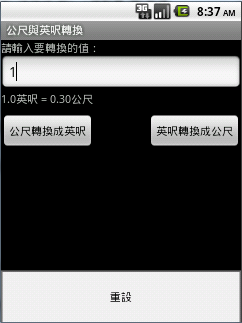 3G 8:37 AM
公尺與英呎轉換
請輸入要轉換的值：
1
1.0英呎 = 0.30公尺
公尺轉換成英呎 英呎轉換成公尺
重設